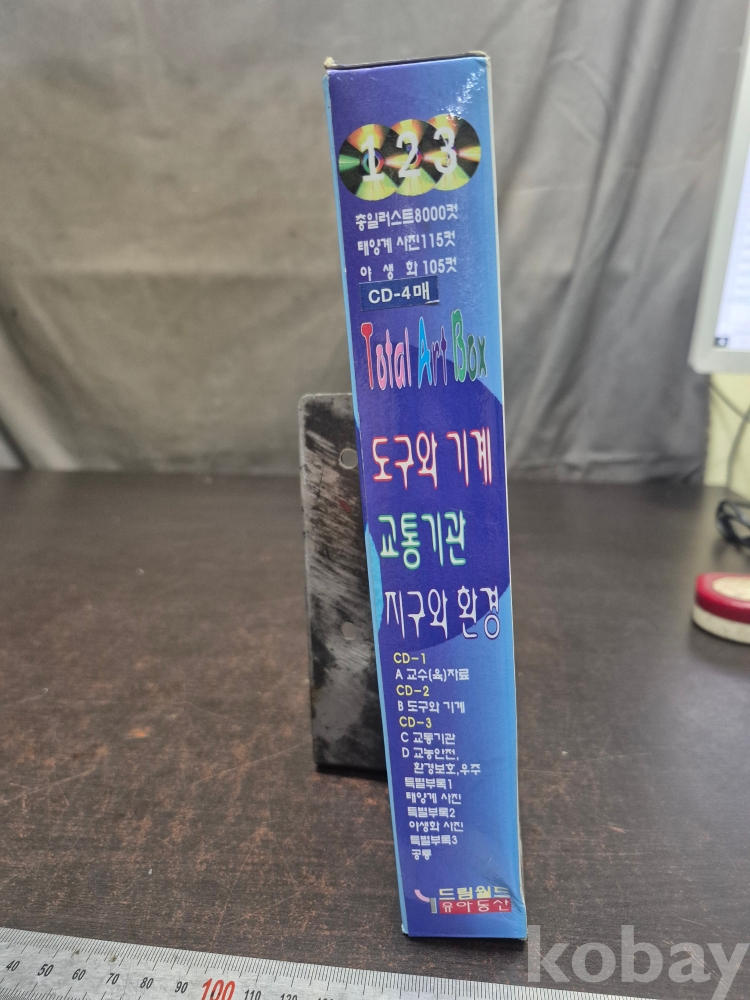 1 2 3
총일러스트8000컷
태양계 사진115컷
야 생 화 105컷
CD-4매
Total Art Box
도구와 기계
교통기관
지구와 환경
CD-1
A 교수(육)자료
CD-2
B 도구와 기계
CD-3
C 교통기관
D 교통안전,
환경보호,우주
특별부록1
태양계 사진
특별부록2
야생화 사진
특별부록3
공룡
드림월드
유아동산
40 50 60 70 80 90 100 110 120 130
kobay